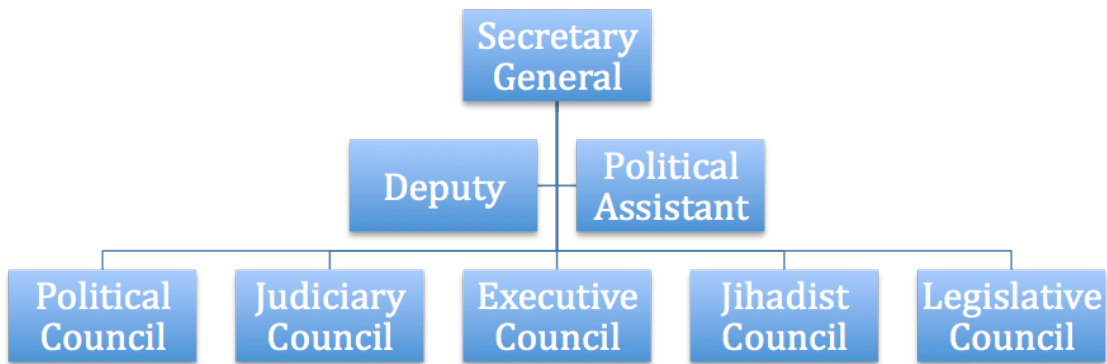 Secretary
General
Deputy
Political
Assistant
Political
Council
Judiciary
Council
Executive
Council
Jihadist
Council
Legislative
Council